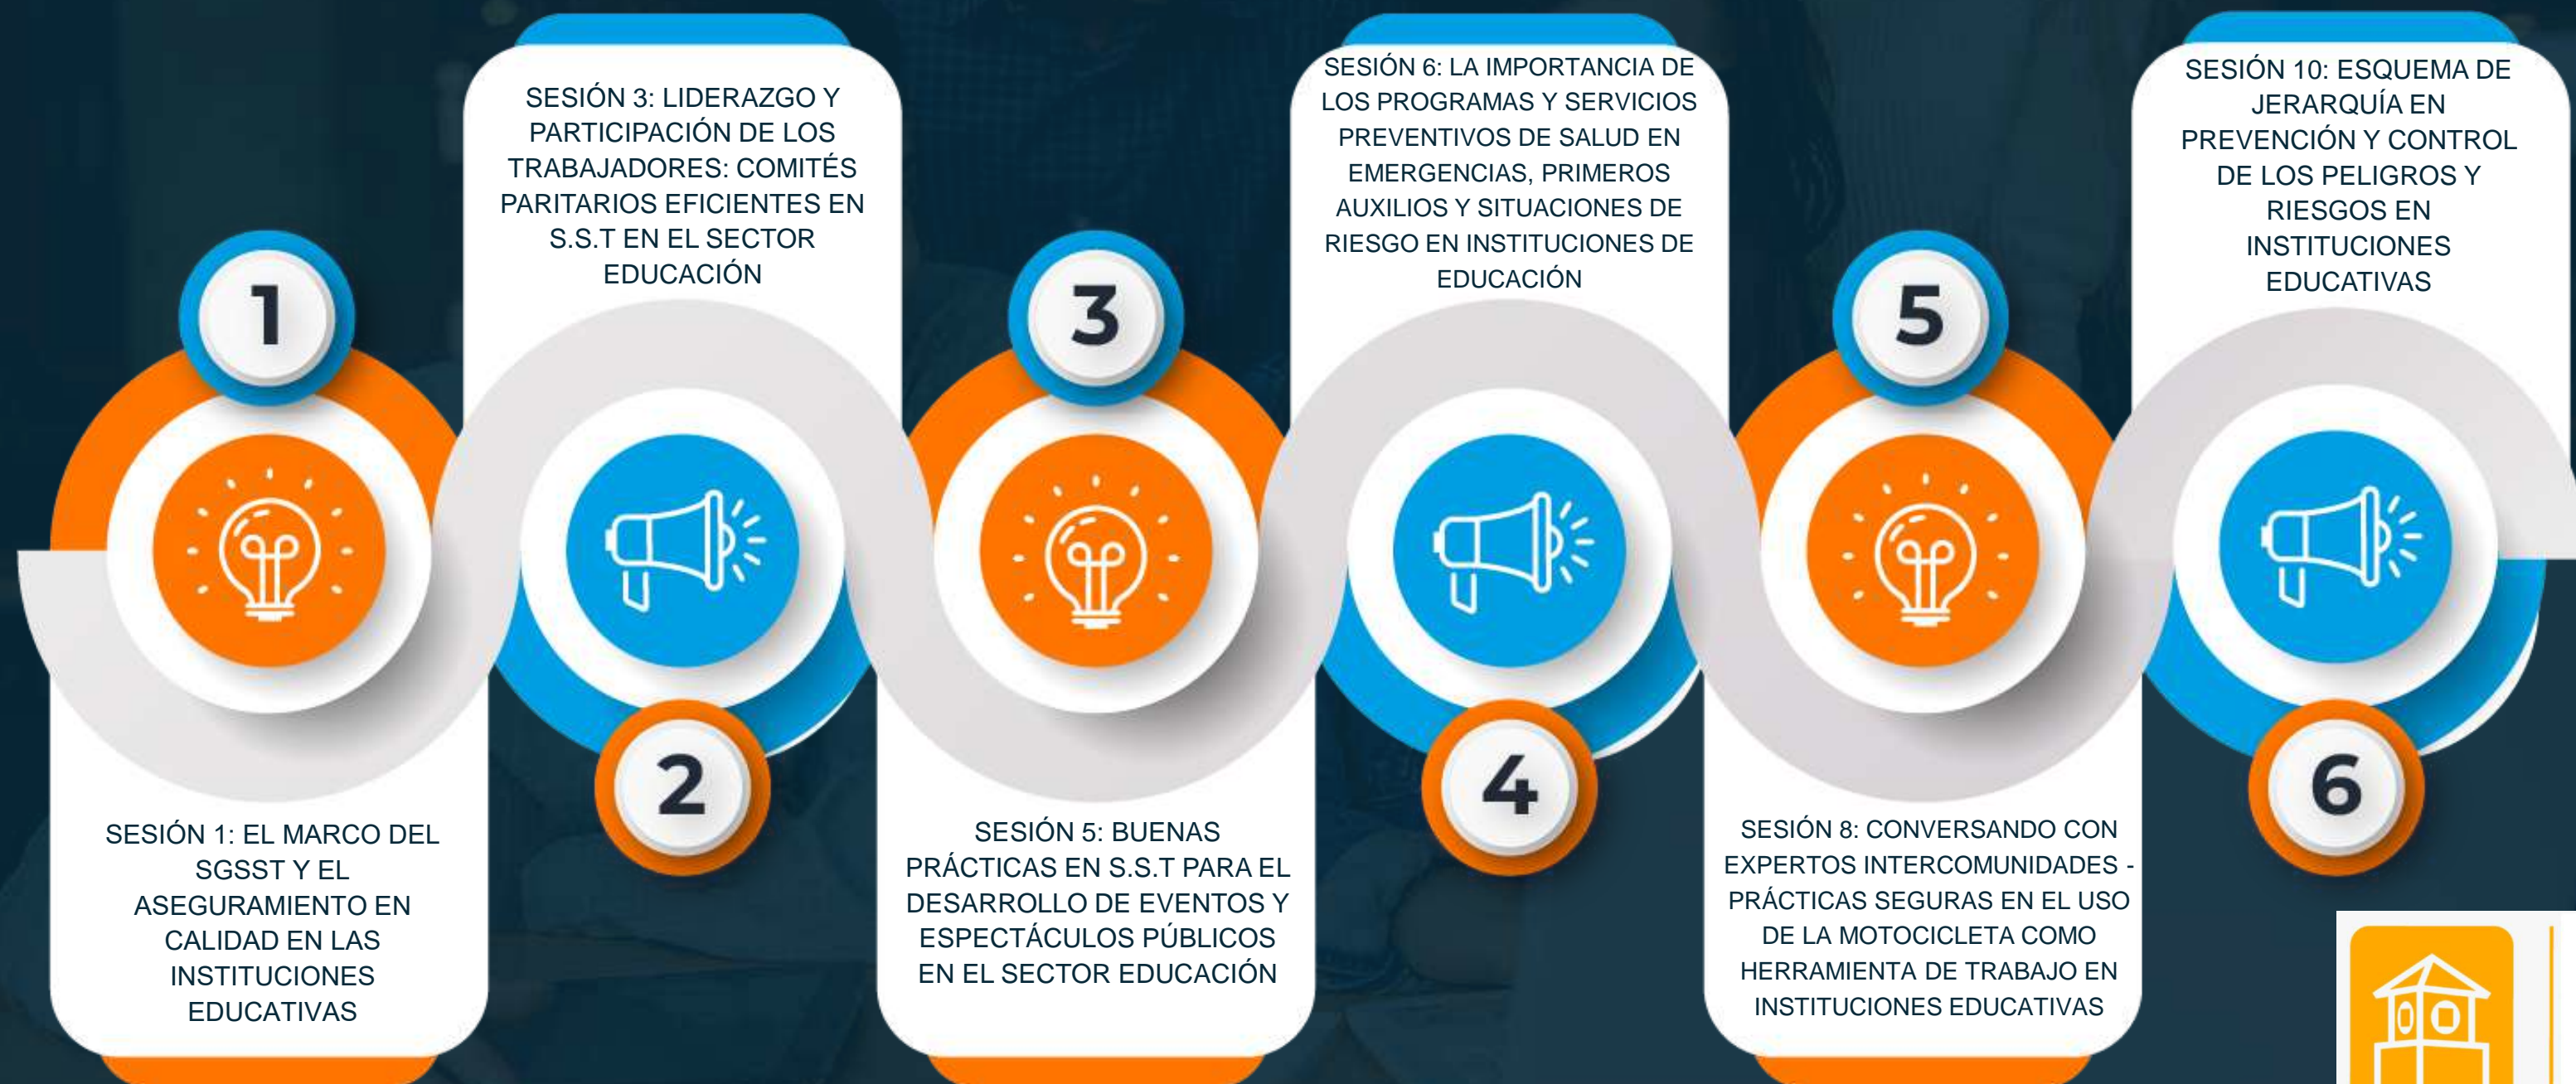 1
SESIÓN 1: EL MARCO DEL
SGSST Y EL
ASEGURAMIENTO EN
CALIDAD EN LAS
INSTITUCIONES
EDUCATIVAS
SESIÓN 3: LIDERAZGO Y
PARTICIPACIÓN DE LOS
TRABAJADORES: COMITÉS
PARITARIOS EFICIENTES EN
S.S.T EN EL SECTOR
EDUCACIÓN
2
3
SESIÓN 5: BUENAS
PRÁCTICAS EN S.S.T PARA EL
DESARROLLO DE EVENTOS Y
ESPECTÁCULOS PÚBLICOS
EN EL SECTOR EDUCACIÓN
SESIÓN 6: LA IMPORTANCIA DE
LOS PROGRAMAS Y SERVICIOS
PREVENTIVOS DE SALUD EN
EMERGENCIAS, PRIMEROS
AUXILIOS Y SITUACIONES DE
RIESGO EN INSTITUCIONES DE
EDUCACIÓN
4
5
SESIÓN 8: CONVERSANDO CON
EXPERTOS INTERCOMUNIDADES -
PRÁCTICAS SEGURAS EN EL USO
DE LA MOTOCICLETA COMO
HERRAMIENTA DE TRABAJO EN
INSTITUCIONES EDUCATIVAS
SESIÓN 10: ESQUEMA DE
JERARQUÍA EN
PREVENCIÓN Y CONTROL
DE LOS PELIGROS Y
RIESGOS EN
INSTITUCIONES
EDUCATIVAS
6